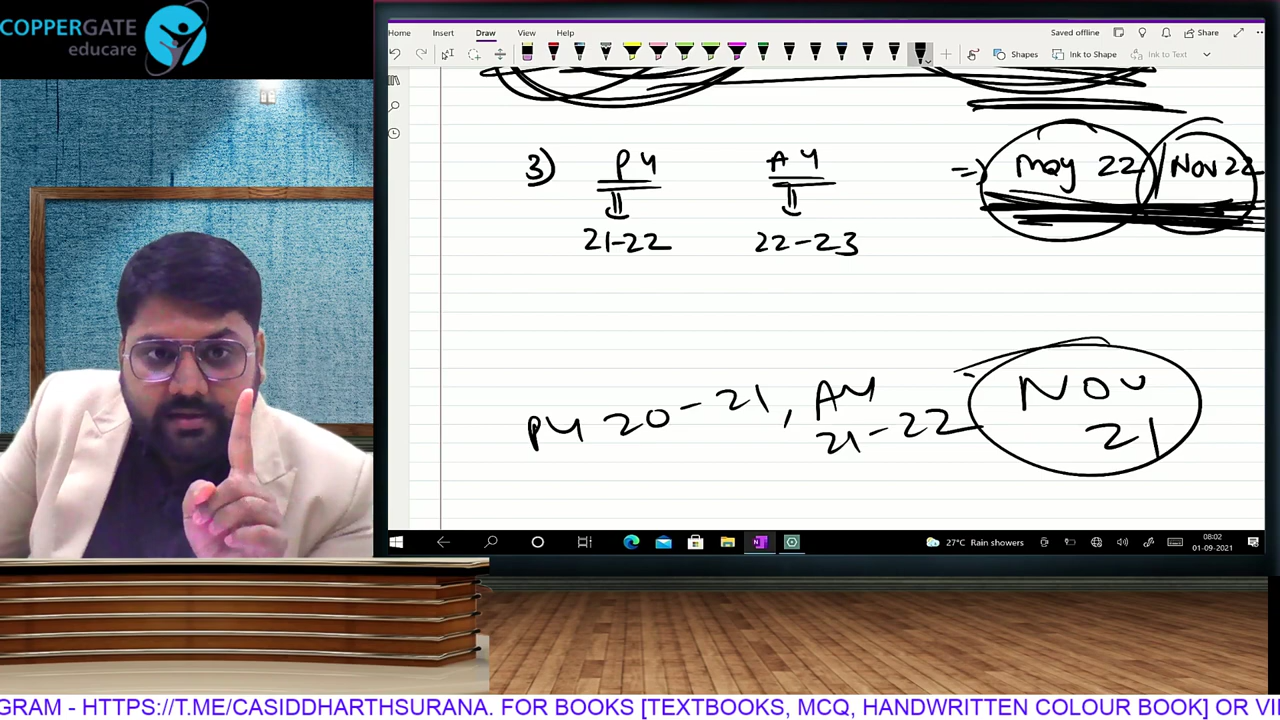 COPPERGATE
educare
Home Insert Draw View Help
Saved offline
Share
Shapes
Ink to Shape
Ink to Text
3) PY AY => May 22 Nov 22
21-22 22-23
PY 20-21, AY 21-22 Nov 21
27°C Rain showers
08:02
01-09-2021
GRAM - HTTPS://T.ME/CASIDDHARTHSURANA. FOR BOOKS [TEXTBOOKS, MCQ, HANDWRITTEN COLOUR BOOK] OR VI